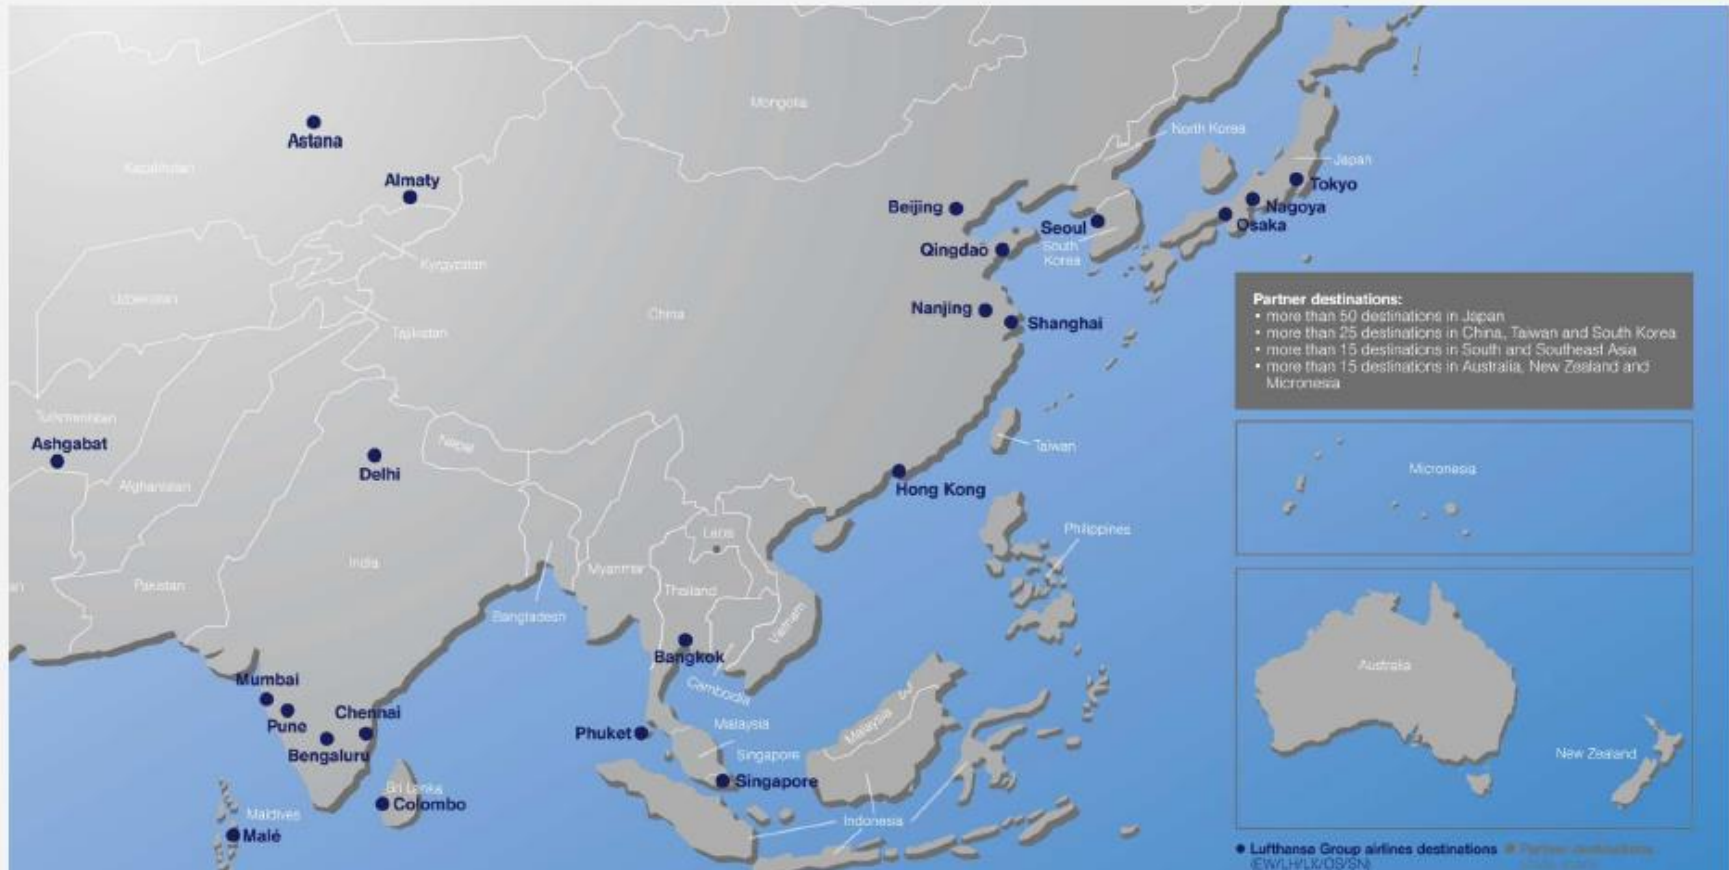 Mongolia
North Korea
Astana
Japan
Kazakhstan
Almaty
Tokyo
Beijing
Nagoya
Seoul
Osaka
Qingdao
South
Korea
Kyrgyzstan
Uzbekistan
Nanjing
China
Shanghai
Tajikistan
Partner destinations:
• more than 50 destinations in Japan
• more than 25 destinations in China, Taiwan and South Korea
• more than 15 destinations in South and Southeast Asia
• more than 15 destinations in Australia, New Zealand and
Micronesia
Turkmenistan
Ashgabat
Nepal
Taiwan
Delhi
Micronesia
Afghanistan
Hong Kong
Laos
Philippines
India
Myanmar
Pakistan
Thailand
Bangladesh
Vietnam
Bangkok
Australia
Mumbai
Cambodia
Chennai
Pune
Malaysia
Malaysia
Phuket
Bengaluru
Singapore
New Zealand
Singapore
Sri Lanka
Colombo
Maldives
Indonesia
Malé
Lufthansa Group airlines destinations
Partner destinations
(EW/LH/LX/OS/SN)